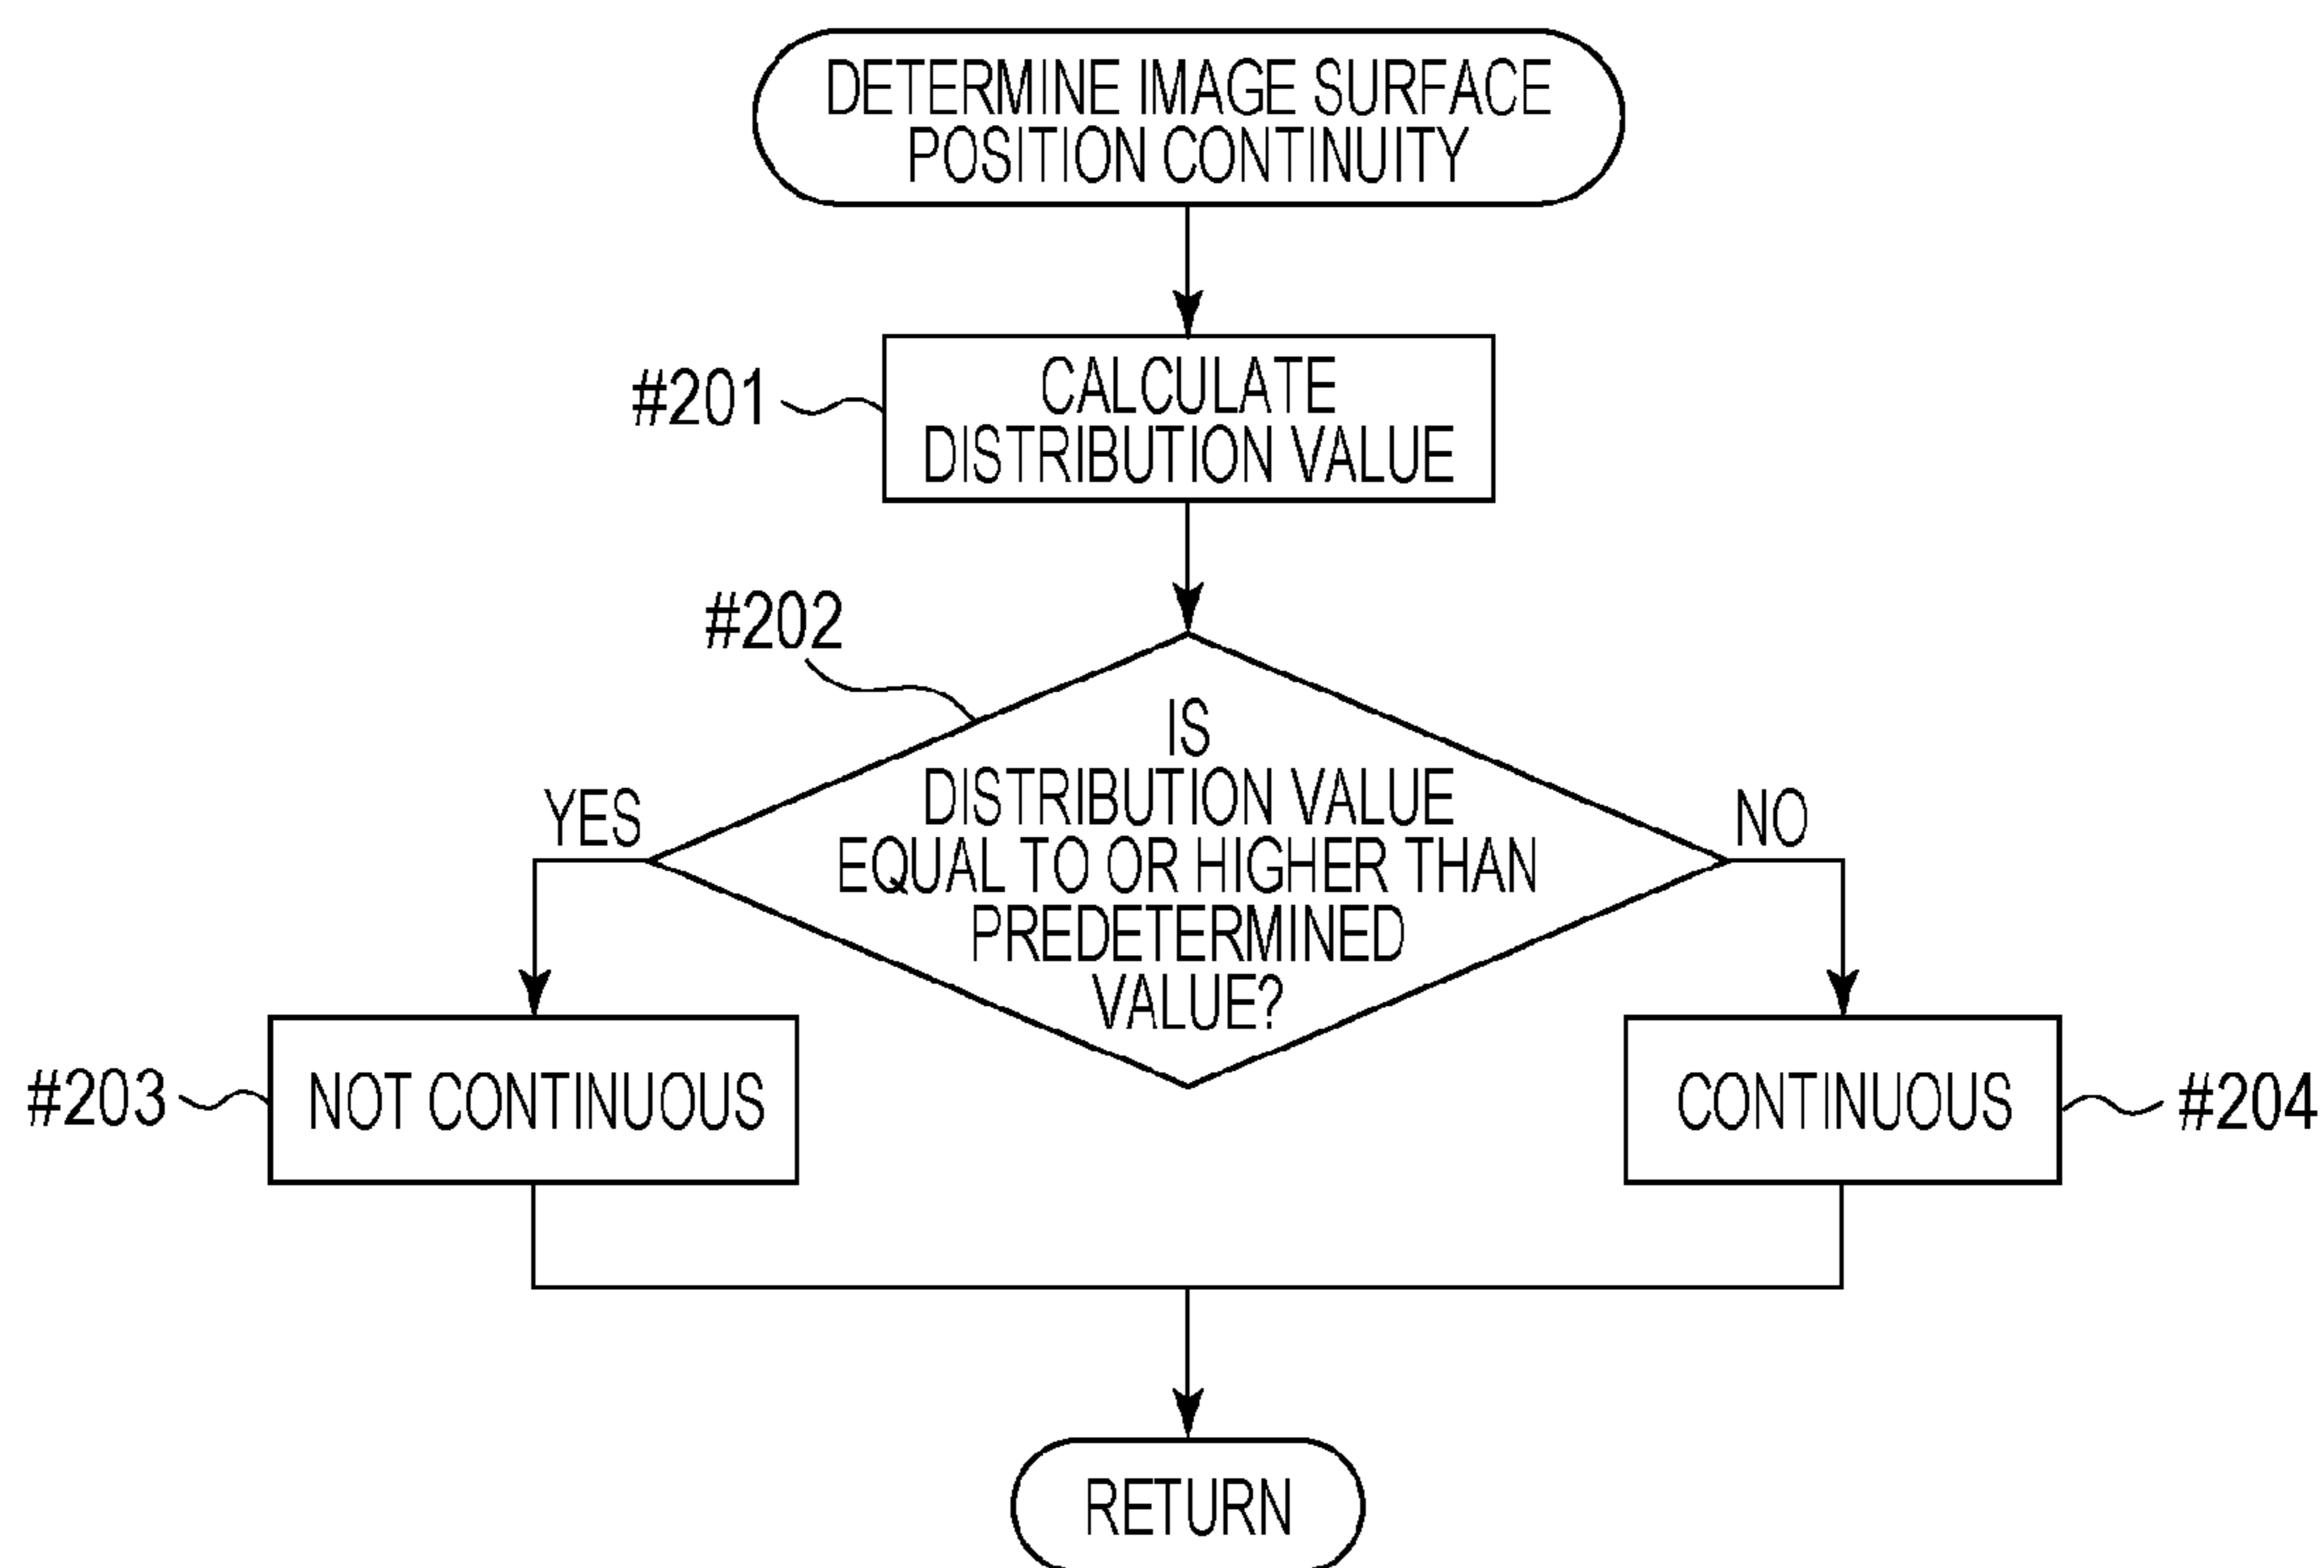 DETERMINE IMAGE SURFACE
POSITION CONTINUITY
#201
CALCULATE
DISTRIBUTION VALUE
#202
IS
DISTRIBUTION VALUE
EQUAL TO OR HIGHER THAN
PREDETERMINED
VALUE?
YES
NO
#203
NOT CONTINUOUS
CONTINUOUS
#204
RETURN